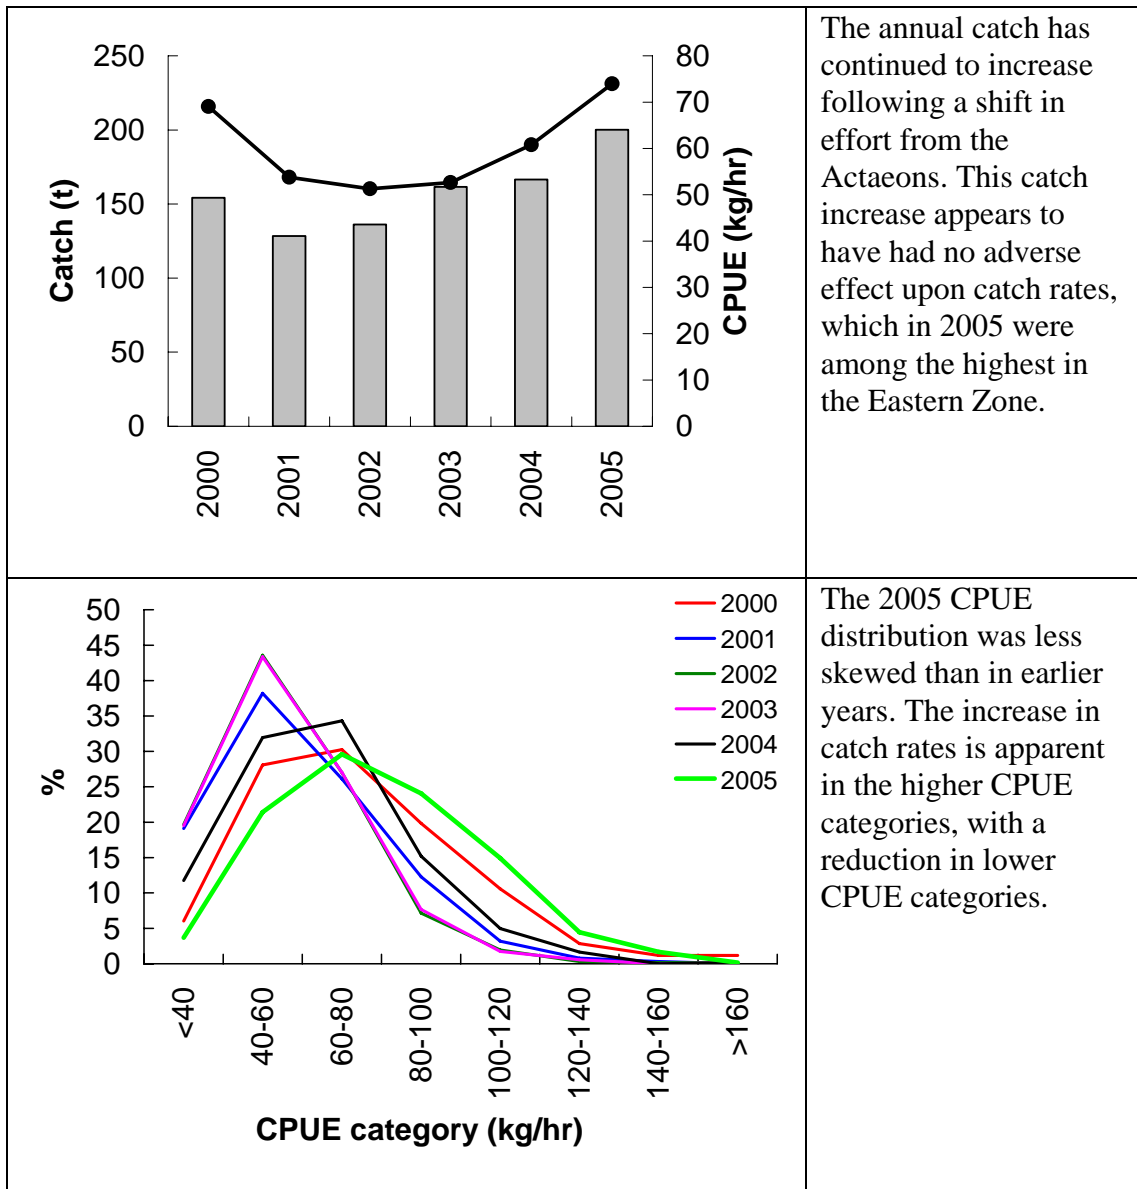 250
200
150
100
50
0
Catch (t)
80
70
60
50
40
30
20
10
0
CPUE (kg/hr)
2000
2001
2002
2003
2004
2005
The annual catch has
continued to increase
following a shift in
effort from the
Actaeons. This catch
increase appears to
have had no adverse
effect upon catch rates,
which in 2005 were
among the highest in
the Eastern Zone.
50
45
40
35
30
25
20
15
10
5
0
%
2000
2001
2002
2003
2004
2005
<40
40-60
60-80
80-100
100-120
120-140
140-160
>160
CPUE category (kg/hr)
The 2005 CPUE
distribution was less
skewed than in earlier
years. The increase in
catch rates is apparent
in the higher CPUE
categories, with a
reduction in lower
CPUE categories.